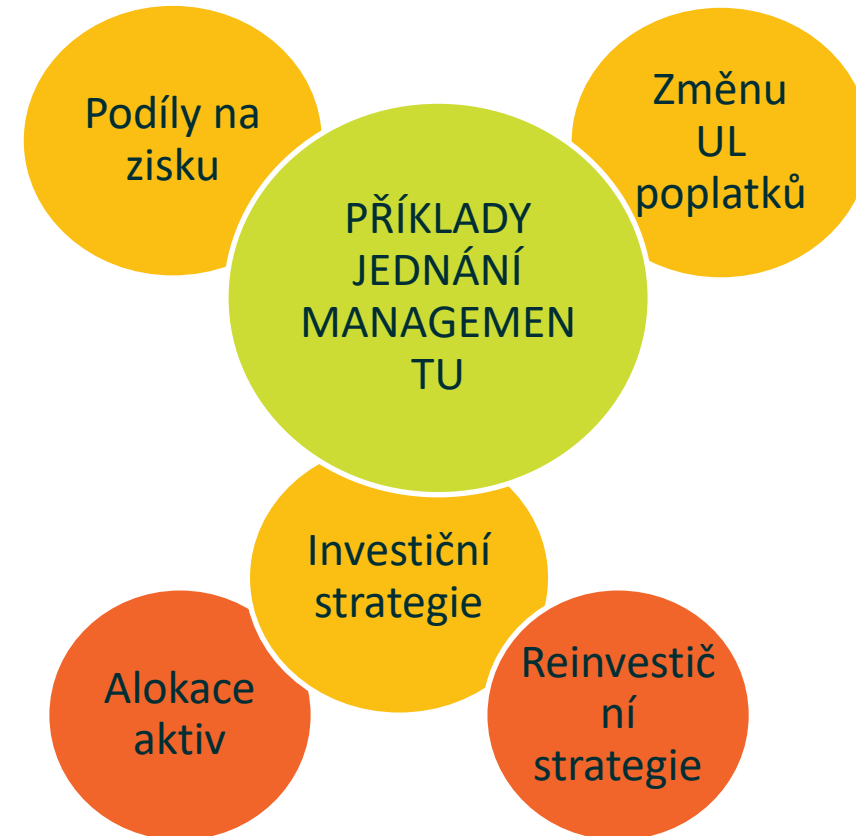 Podíly na
zisku
Změnu
UL
poplatků
PŘÍKLADY
JEDNÁNÍ
MANAGEMEN
TU
Investiční
strategie
Alokace
aktiv
Reinvestič
ní
strategie